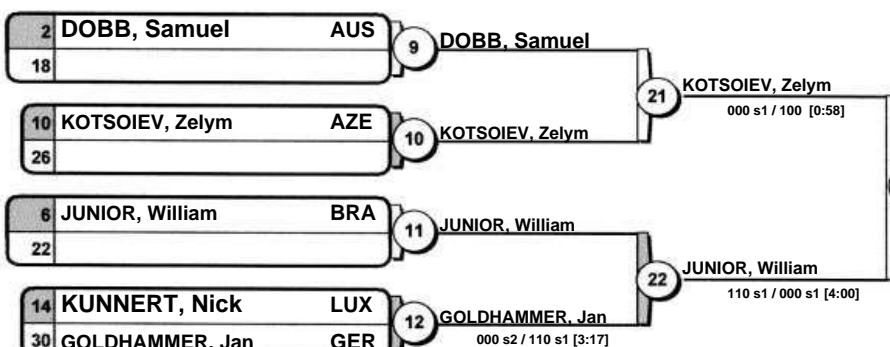 2 DOBB, Samuel AUS
18
9 DOBB, Samuel
10 KOTSOIEV, Zelym AZE
26
10 KOTSOIEV, Zelym
21 KOTSOIEV, Zelym
000 s1 / 100 [0:58]
6 JUNIOR, William BRA
22
11 JUNIOR, William
14 KUNNERT, Nick LUX
30 GOLDHAMMER, Jan GER
12 GOLDHAMMER, Jan
000 s2 / 110 s1 [3:17]
22 JUNIOR, William
110 s1 / 000 s1 [4:00]